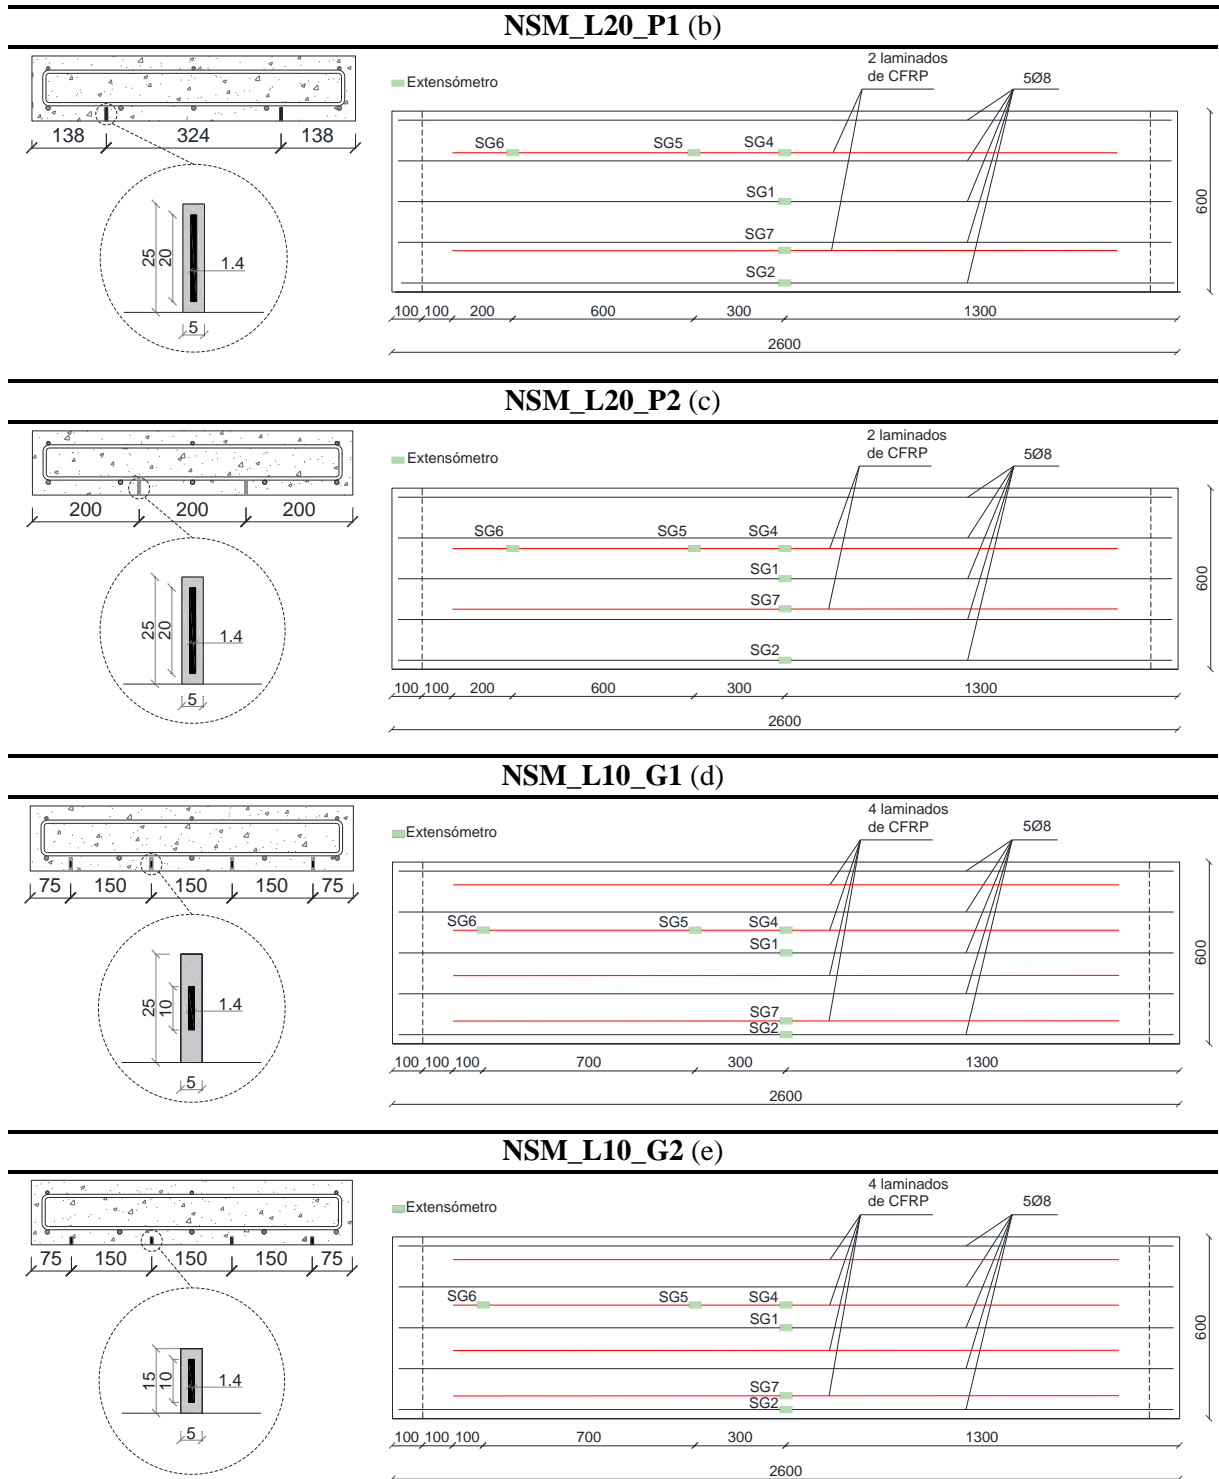 NSM_L20_P1 (b)
Extensómetro
2 laminados
de CFRP
5Ø8
138 324 138
SG6 SG5 SG4
SG1
SG7
SG2
600
25 20 1.4
5
100 100 200 600 300 1300
2600
NSM_L20_P2 (c)
Extensómetro
2 laminados
de CFRP
5Ø8
200 200 200
SG6 SG5 SG4
SG1
SG7
SG2
600
25 20 1.4
5
100 100 200 600 300 1300
2600
NSM_L10_G1 (d)
Extensómetro
4 laminados
de CFRP
5Ø8
75 150 150 150 75
SG6 SG5 SG4
SG1
SG7
SG2
600
25 10 1.4
5
100 100 100 700 300 1300
2600
NSM_L10_G2 (e)
Extensómetro
4 laminados
de CFRP
5Ø8
75 150 150 150 75
SG6 SG5 SG4
SG1
SG7
SG2
600
15 10 1.4
5
100 100 100 700 300 1300
2600